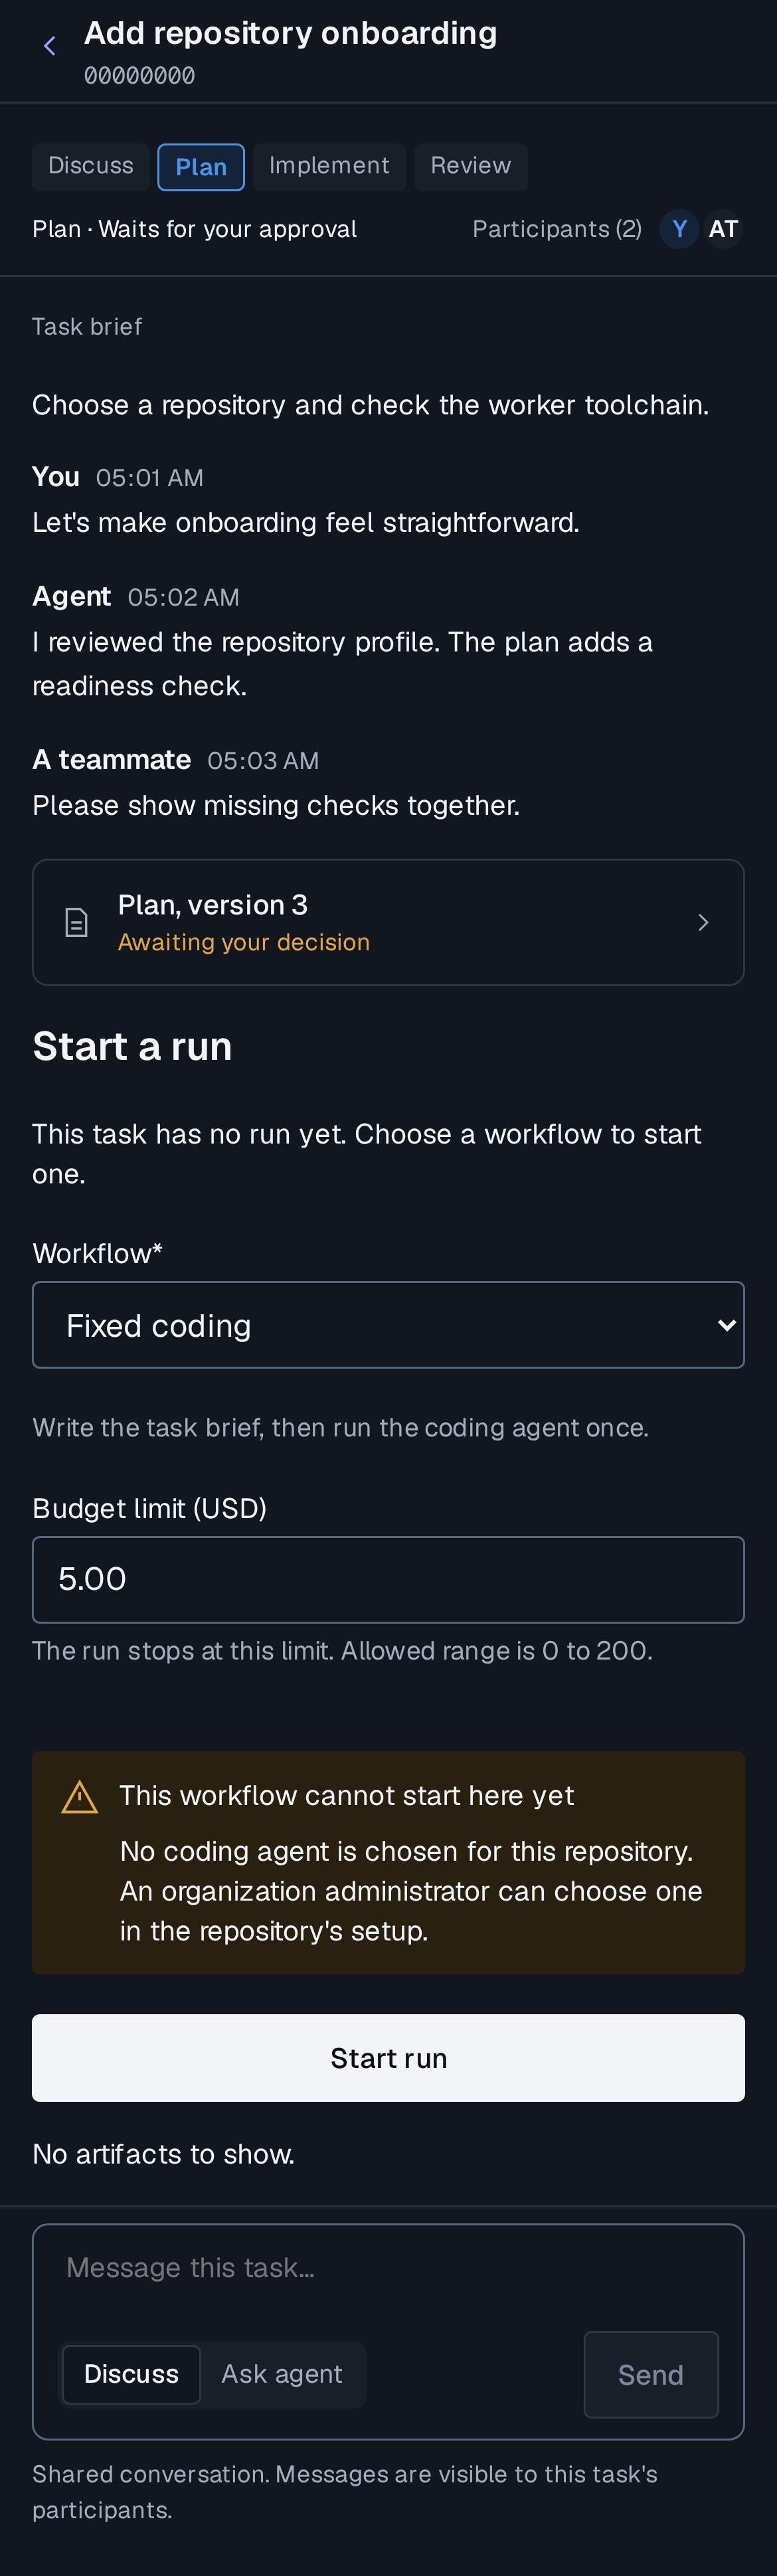 Add repository onboarding
00000000
Discuss
Plan
Implement
Review
Plan · Waits for your approval
Participants (2)
Y
AT
Task brief
Choose a repository and check the worker toolchain.
You 05:01 AM
Let's make onboarding feel straightforward.
Agent 05:02 AM
I reviewed the repository profile. The plan adds a
readiness check.
A teammate 05:03 AM
Please show missing checks together.
Plan, version 3
Awaiting your decision
Start a run
This task has no run yet. Choose a workflow to start
one.
Workflow*
Fixed coding
Write the task brief, then run the coding agent once.
Budget limit (USD)
5.00
The run stops at this limit. Allowed range is 0 to 200.
This workflow cannot start here yet
No coding agent is chosen for this repository.
An organization administrator can choose one
in the repository's setup.
Start run
No artifacts to show.
Message this task...
Discuss
Ask agent
Send
Shared conversation. Messages are visible to this task's
participants.